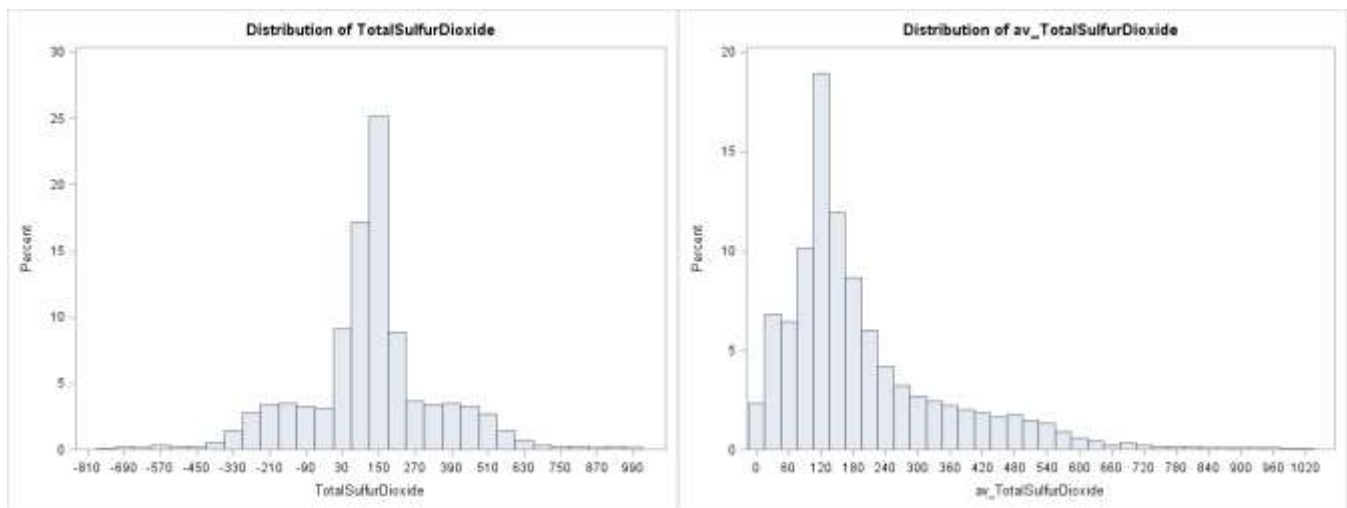 Distribution of TotalSulfurDioxide
30
25
20
15
10
5
0
Percent
-810 -690 -570 -450 -330 -210 -90 30 150 270 390 510 630 750 870 990
TotalSulfurDioxide
Distribution of av_TotalSulfurDioxide
20
15
10
5
0
Percent
0 60 120 180 240 300 360 420 480 540 600 660 720 780 840 900 960 1020
av_TotalSulfurDioxide